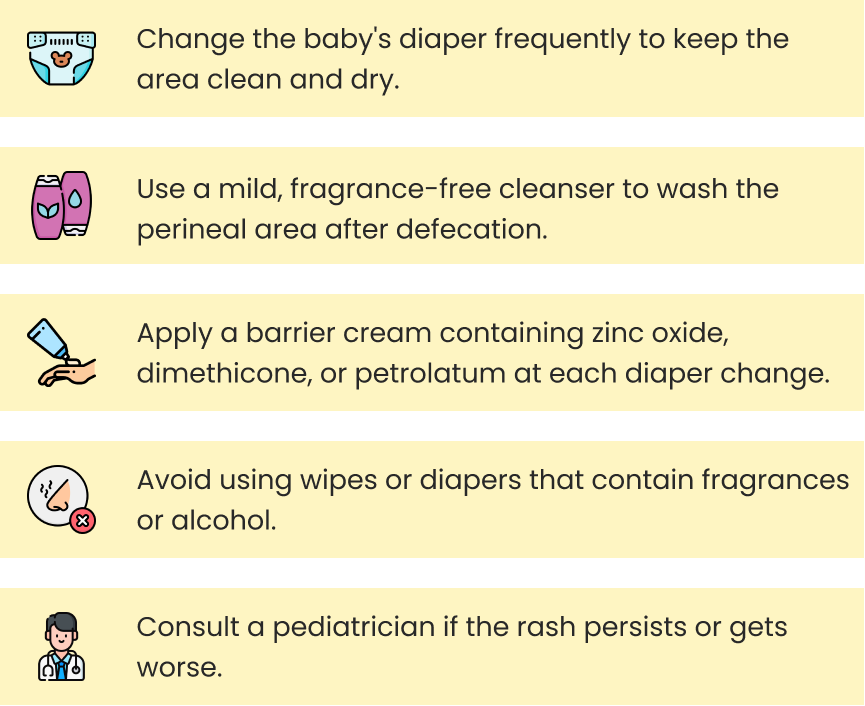 Change the baby's diaper frequently to keep the
area clean and dry.
Use a mild, fragrance-free cleanser to wash the
perineal area after defecation.
Apply a barrier cream containing zinc oxide,
dimethicone, or petrolatum at each diaper change.
Avoid using wipes or diapers that contain fragrances
or alcohol.
Consult a pediatrician if the rash persists or gets
worse.